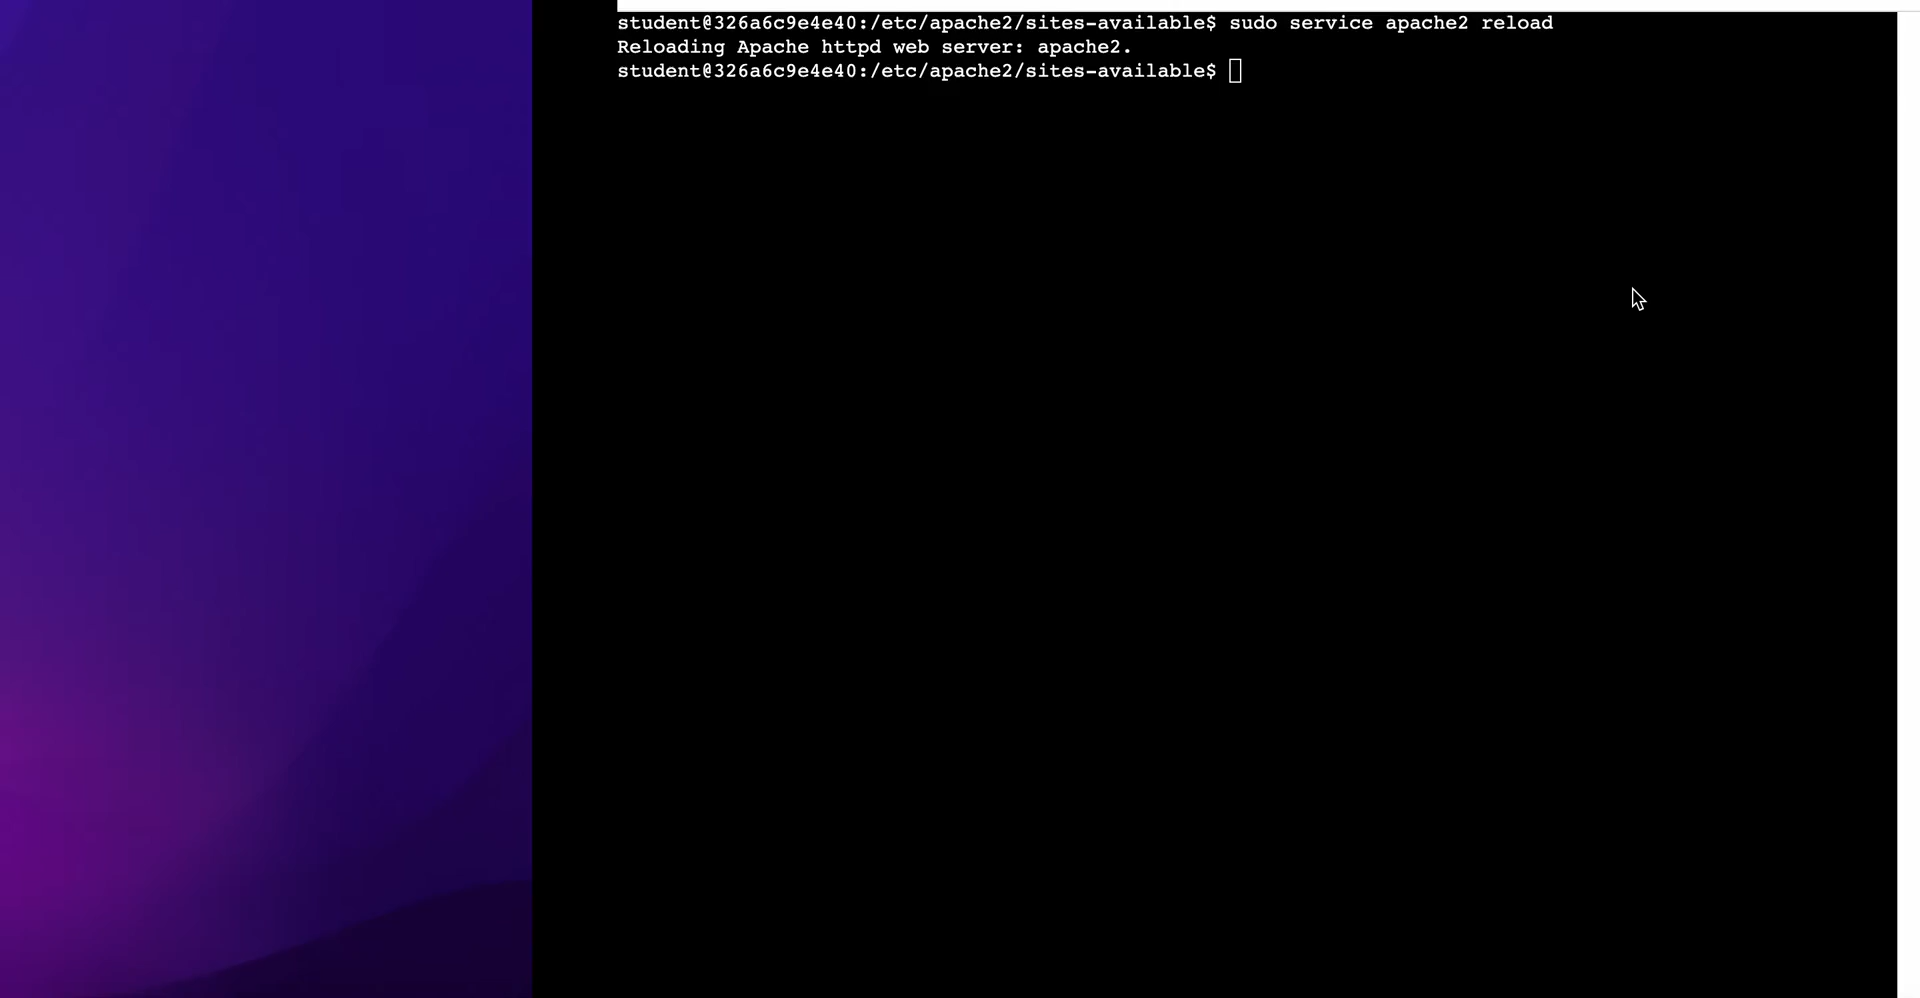 student@326a6c9e4e40:/etc/apache2/sites-available$ sudo service apache2 reload
Reloading Apache httpd web server: apache2.
student@326a6c9e4e40:/etc/apache2/sites-available$